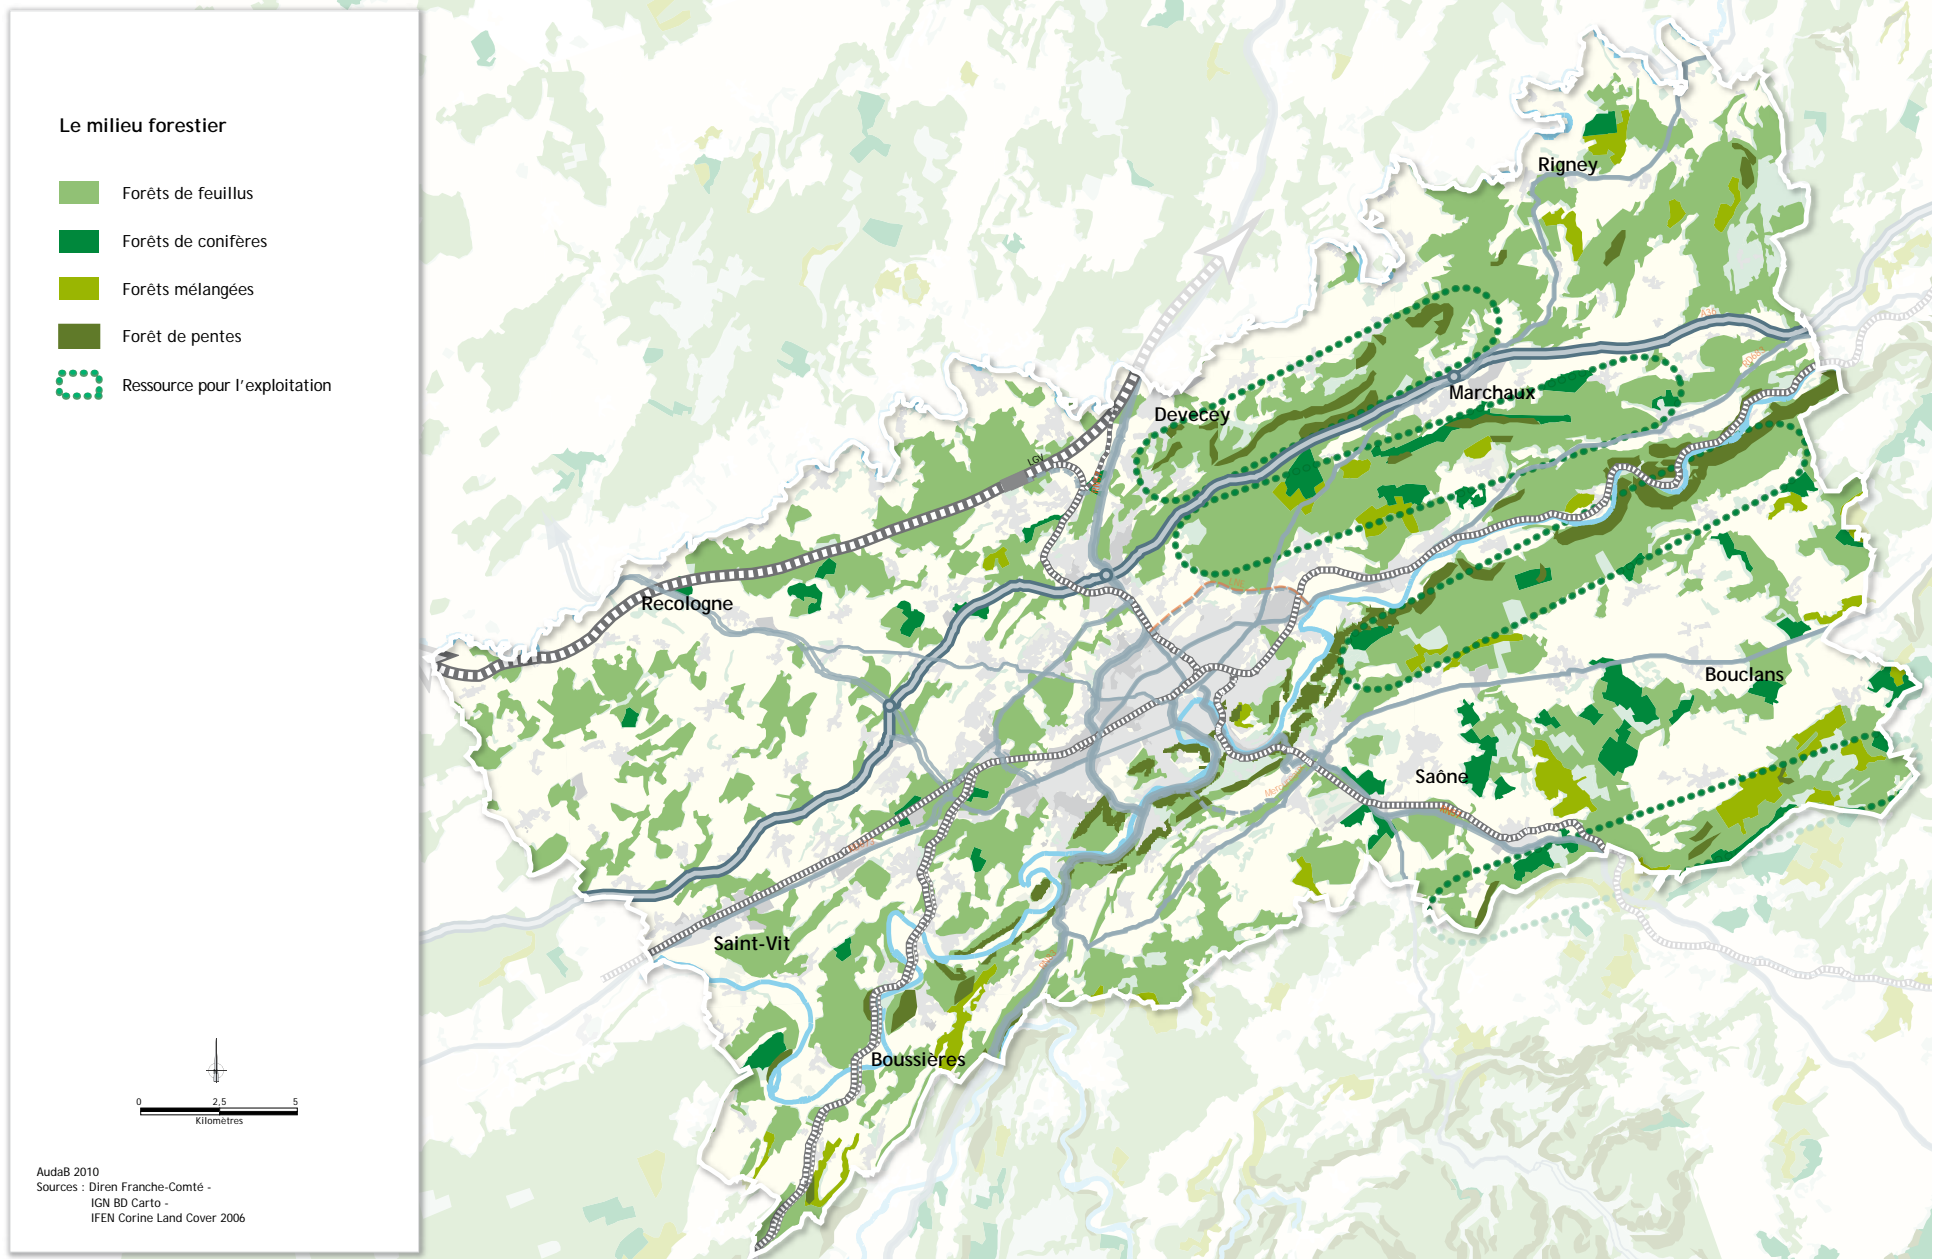 Le milieu forestier
Forêts de feuillus
Forêts de conifères
Forêts mélangées
Forêt de pentes
Ressource pour l'exploitation
0 2,5 5
Kilomètres
AudaB 2010
Sources : Diren Franche-Comté -
IGN BD Carto -
IFEN Corine Land Cover 2006
Rigney
Marchaux
Devecey
LGV
Recologne
Bouclans
Saône
Saint-Vit
Boussières